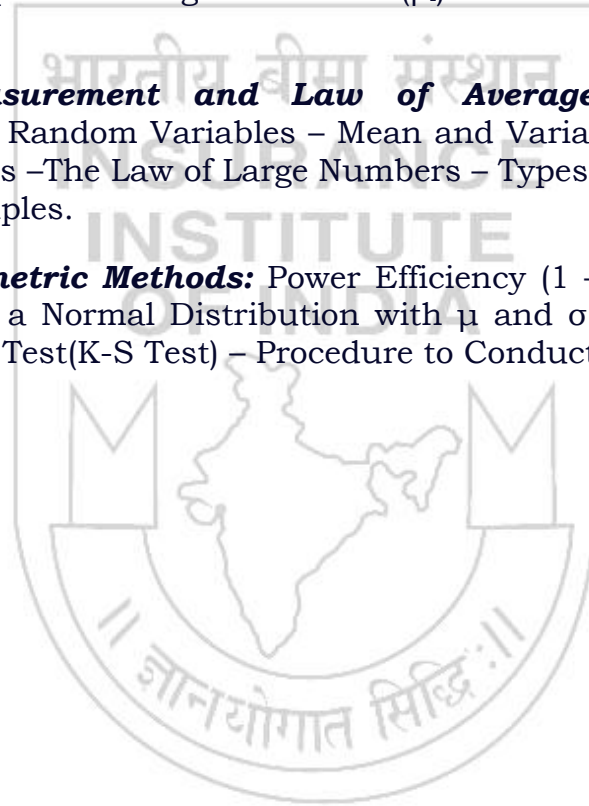 भारतीय बीमा संस्थान
surement and Law of Average
Random Variables – Mean and Varia
s –The Law of Large Numbers – Types
ples.
INSURANCE
INSTITUTE
OF INDIA
netric Methods: Power Efficiency (1 -
a Normal Distribution with μ and σ
Test(K-S Test) – Procedure to Conduct
॥ ज्ञानयोगात सिद्धिः ॥